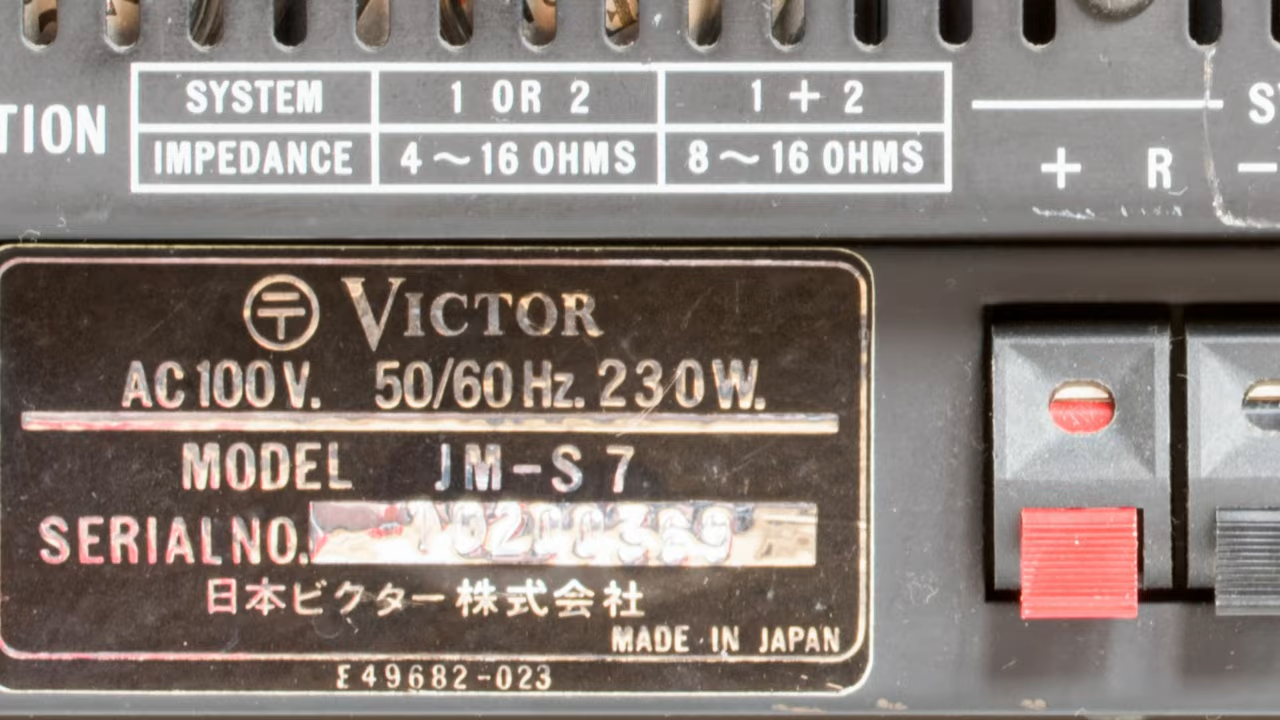 TION
SYSTEM 1 OR 2 1 + 2
IMPEDANCE 4～16 OHMS 8～16 OHMS
+ R -
〒 VICTOR
AC 100 V. 50/60 Hz. 230 W.
MODEL JM-S7
SERIAL NO. 10200369
日本ビクター株式会社
MADE IN JAPAN
E49682-023